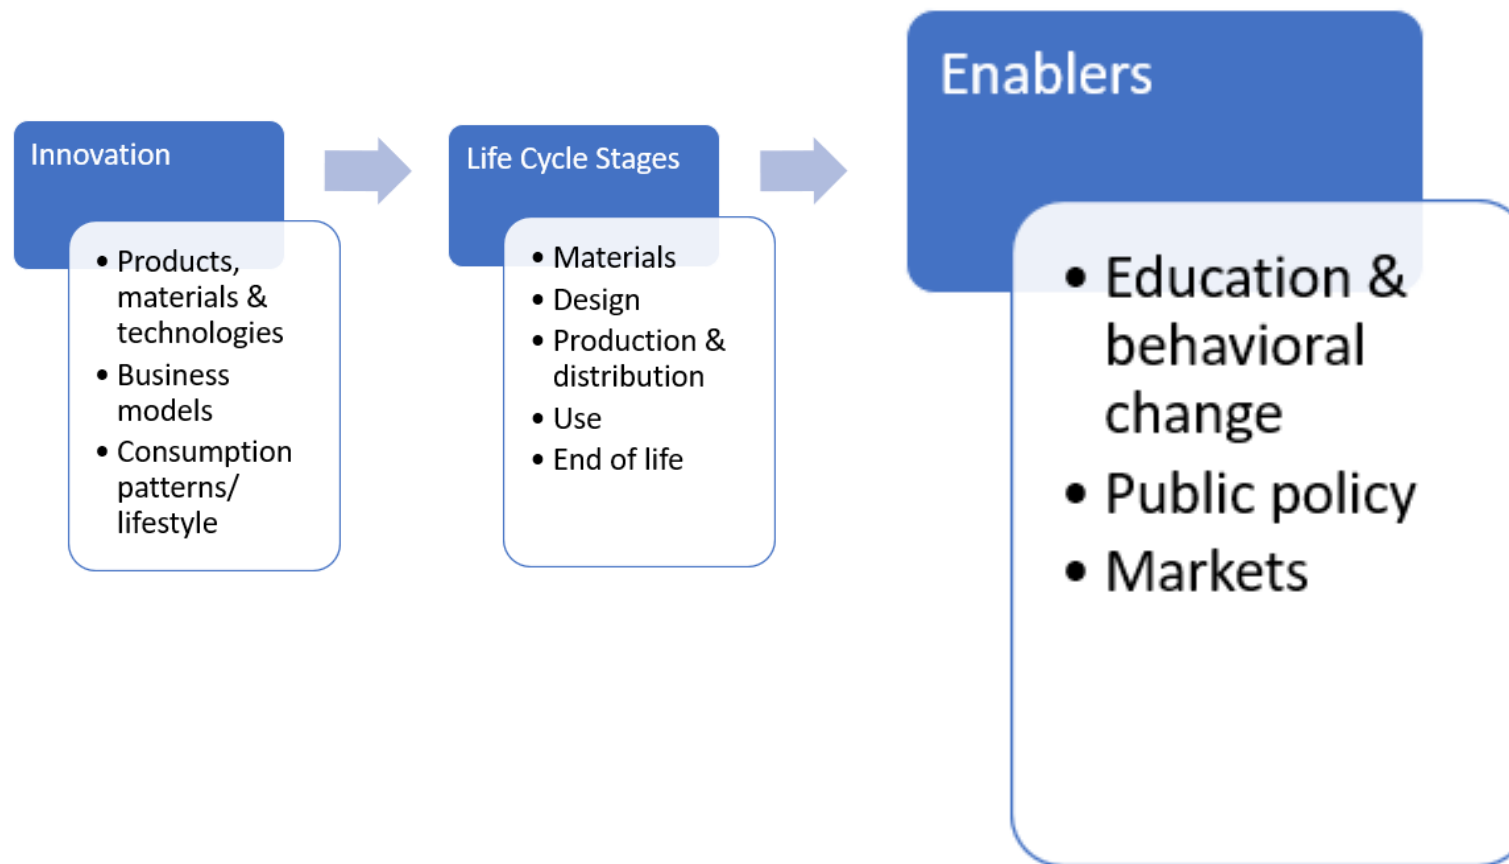 Innovation
• Products,
materials &
technologies
• Business
models
• Consumption
patterns/
lifestyle
Life Cycle Stages
• Materials
• Design
• Production &
distribution
• Use
• End of life
Enablers
• Education &
behavioral
change
• Public policy
• Markets